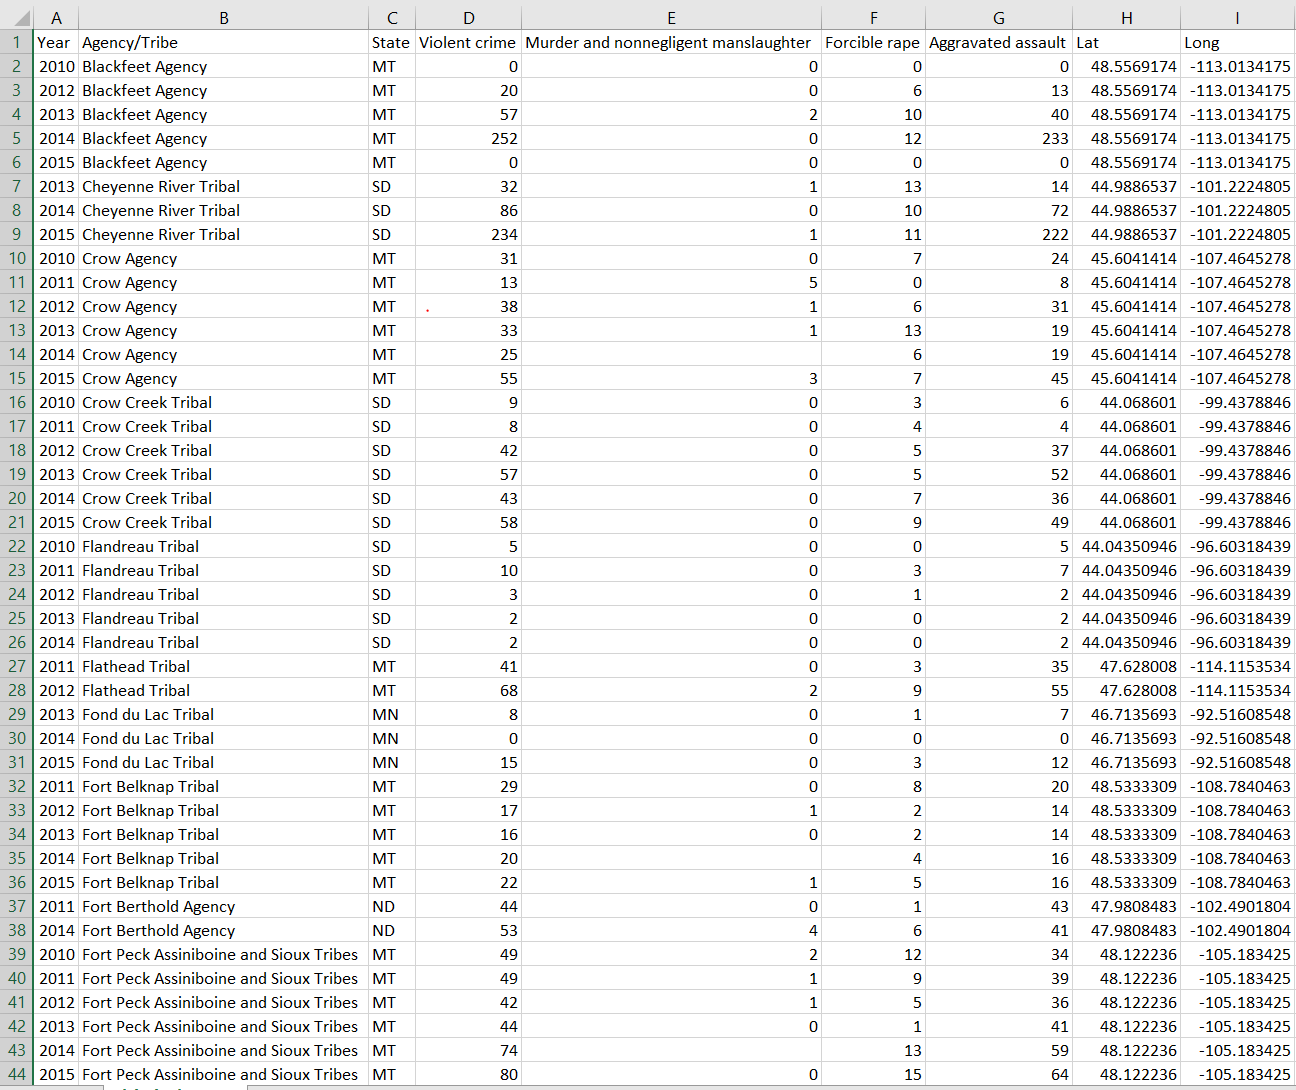 A B C D E F G H I
1 Year Agency/Tribe State Violent crime Murder and nonnegligent manslaughter Forcible rape Aggravated assault Lat Long
2 2010 Blackfeet Agency MT 0 0 0 0 48.5569174 -113.0134175
3 2012 Blackfeet Agency MT 20 0 6 13 48.5569174 -113.0134175
4 2013 Blackfeet Agency MT 57 2 10 40 48.5569174 -113.0134175
5 2014 Blackfeet Agency MT 252 0 12 233 48.5569174 -113.0134175
6 2015 Blackfeet Agency MT 0 0 0 0 48.5569174 -113.0134175
7 2013 Cheyenne River Tribal SD 32 1 13 14 44.9886537 -101.2224805
8 2014 Cheyenne River Tribal SD 86 0 10 72 44.9886537 -101.2224805
9 2015 Cheyenne River Tribal SD 234 1 11 222 44.9886537 -101.2224805
10 2010 Crow Agency MT 31 0 7 24 45.6041414 -107.4645278
11 2011 Crow Agency MT 13 5 0 8 45.6041414 -107.4645278
12 2012 Crow Agency MT 38 1 6 31 45.6041414 -107.4645278
13 2013 Crow Agency MT 33 1 13 19 45.6041414 -107.4645278
14 2014 Crow Agency MT 25 6 19 45.6041414 -107.4645278
15 2015 Crow Agency MT 55 3 7 45 45.6041414 -107.4645278
16 2010 Crow Creek Tribal SD 9 0 3 6 44.068601 -99.4378846
17 2011 Crow Creek Tribal SD 8 0 4 4 44.068601 -99.4378846
18 2012 Crow Creek Tribal SD 42 0 5 37 44.068601 -99.4378846
19 2013 Crow Creek Tribal SD 57 0 5 52 44.068601 -99.4378846
20 2014 Crow Creek Tribal SD 43 0 7 36 44.068601 -99.4378846
21 2015 Crow Creek Tribal SD 58 0 9 49 44.068601 -99.4378846
22 2010 Flandreau Tribal SD 5 0 0 5 44.04350946 -96.60318439
23 2011 Flandreau Tribal SD 10 0 3 7 44.04350946 -96.60318439
24 2012 Flandreau Tribal SD 3 0 1 2 44.04350946 -96.60318439
25 2013 Flandreau Tribal SD 2 0 0 2 44.04350946 -96.60318439
26 2014 Flandreau Tribal SD 2 0 0 2 44.04350946 -96.60318439
27 2011 Flathead Tribal MT 41 0 3 35 47.628008 -114.1153534
28 2012 Flathead Tribal MT 68 2 9 55 47.628008 -114.1153534
29 2013 Fond du Lac Tribal MN 8 0 1 7 46.7135693 -92.51608548
30 2014 Fond du Lac Tribal MN 0 0 0 0 46.7135693 -92.51608548
31 2015 Fond du Lac Tribal MN 15 0 3 12 46.7135693 -92.51608548
32 2011 Fort Belknap Tribal MT 29 0 8 20 48.5333309 -108.7840463
33 2012 Fort Belknap Tribal MT 17 1 2 14 48.5333309 -108.7840463
34 2013 Fort Belknap Tribal MT 16 0 2 14 48.5333309 -108.7840463
35 2014 Fort Belknap Tribal MT 20 4 16 48.5333309 -108.7840463
36 2015 Fort Belknap Tribal MT 22 1 5 16 48.5333309 -108.7840463
37 2011 Fort Berthold Agency ND 44 0 1 43 47.9808483 -102.4901804
38 2014 Fort Berthold Agency ND 53 4 6 41 47.9808483 -102.4901804
39 2010 Fort Peck Assiniboine and Sioux Tribes MT 49 2 12 34 48.122236 -105.183425
40 2011 Fort Peck Assiniboine and Sioux Tribes MT 49 1 9 39 48.122236 -105.183425
41 2012 Fort Peck Assiniboine and Sioux Tribes MT 42 1 5 36 48.122236 -105.183425
42 2013 Fort Peck Assiniboine and Sioux Tribes MT 44 0 1 41 48.122236 -105.183425
43 2014 Fort Peck Assiniboine and Sioux Tribes MT 74 13 59 48.122236 -105.183425
44 2015 Fort Peck Assiniboine and Sioux Tribes MT 80 0 15 64 48.122236 -105.183425